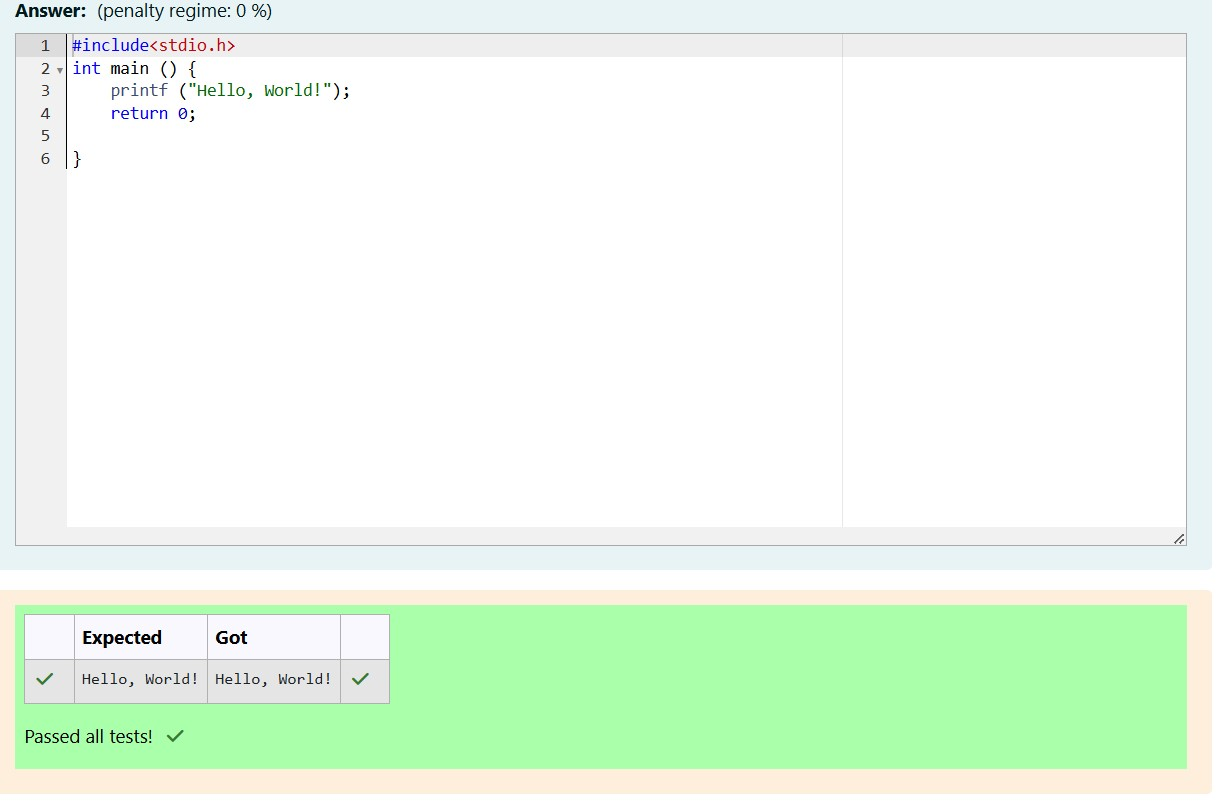 Answer: (penalty regime: 0 %)
1 #include<stdio.h>
2 int main () {
3     printf ("Hello, World!");
4     return 0;
5
6 }
Expected Got
Hello, World! Hello, World!
Passed all tests!